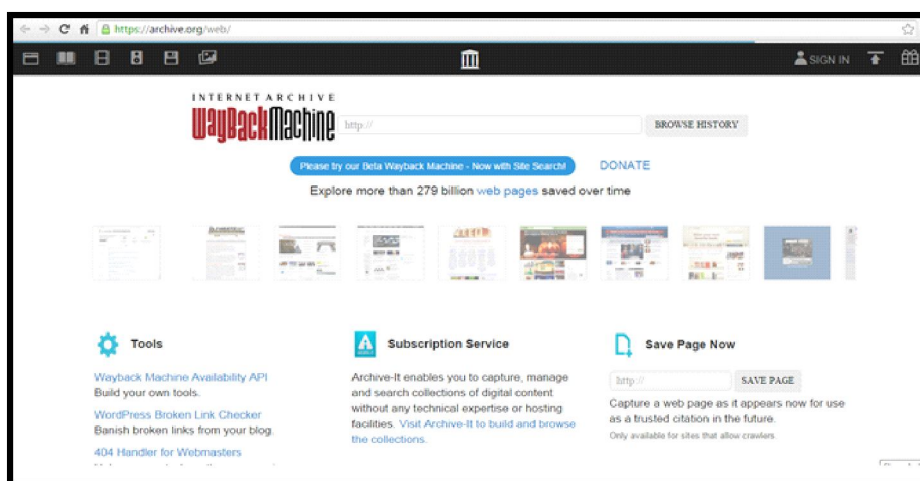 https://archive.org/web/
SIGN IN
INTERNET ARCHIVE
WayBackMachine
http://
BROWSE HISTORY
Please try our Beta Wayback Machine - Now with Site Search!
DONATE
Explore more than 279 billion web pages saved over time
Tools
Wayback Machine Availability API
Build your own tools.
WordPress Broken Link Checker
Banish broken links from your blog.
404 Handler for Webmasters
Subscription Service
Archive-It enables you to capture, manage
and search collections of digital content
without any technical expertise or hosting
facilities. Visit Archive-It to build and browse
the collections.
Save Page Now
http://
SAVE PAGE
Capture a web page as it appears now for use
as a trusted citation in the future.
Only available for sites that allow crawlers.